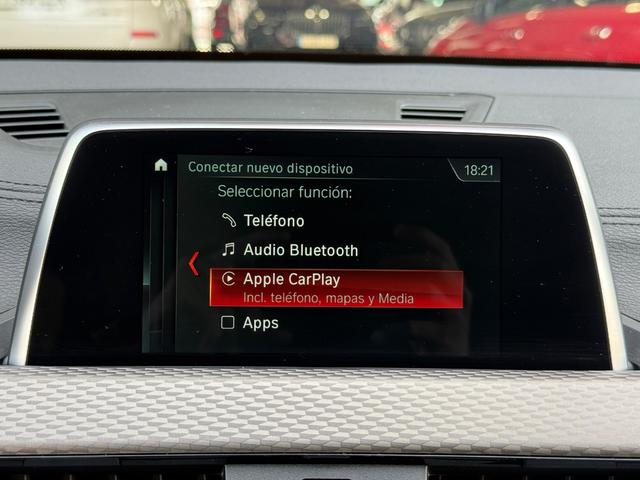 Conectar nuevo dispositivo 18:21
Seleccionar función:
Teléfono
Audio Bluetooth
Apple CarPlay
Incl. teléfono, mapas y Media
Apps